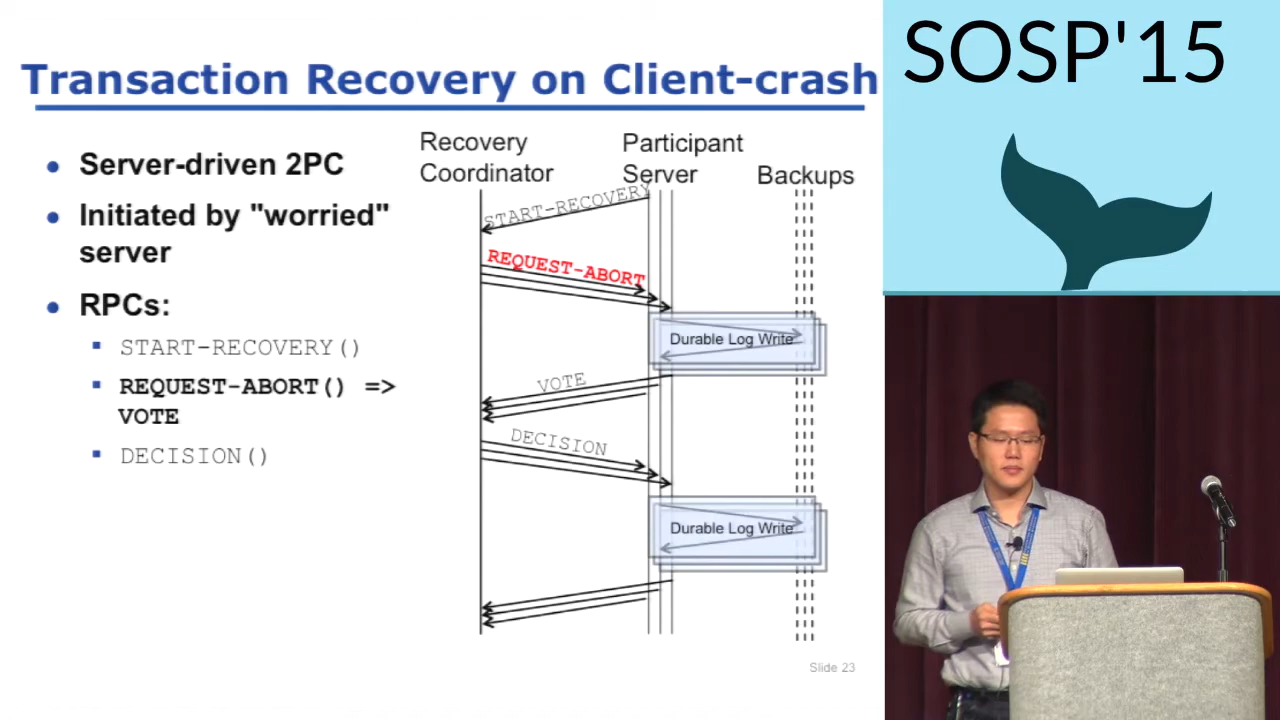 Transaction Recovery on Client-crash
SOSP'15
• Server-driven 2PC
• Initiated by "worried"
server
• RPCs:
▪ START-RECOVERY()
▪ REQUEST-ABORT() =>
VOTE
▪ DECISION()
Recovery
Coordinator
Participant
Server
Backups
START-RECOVERY
REQUEST-ABORT
Durable Log Write
VOTE
DECISION
Durable Log Write
Slide 23